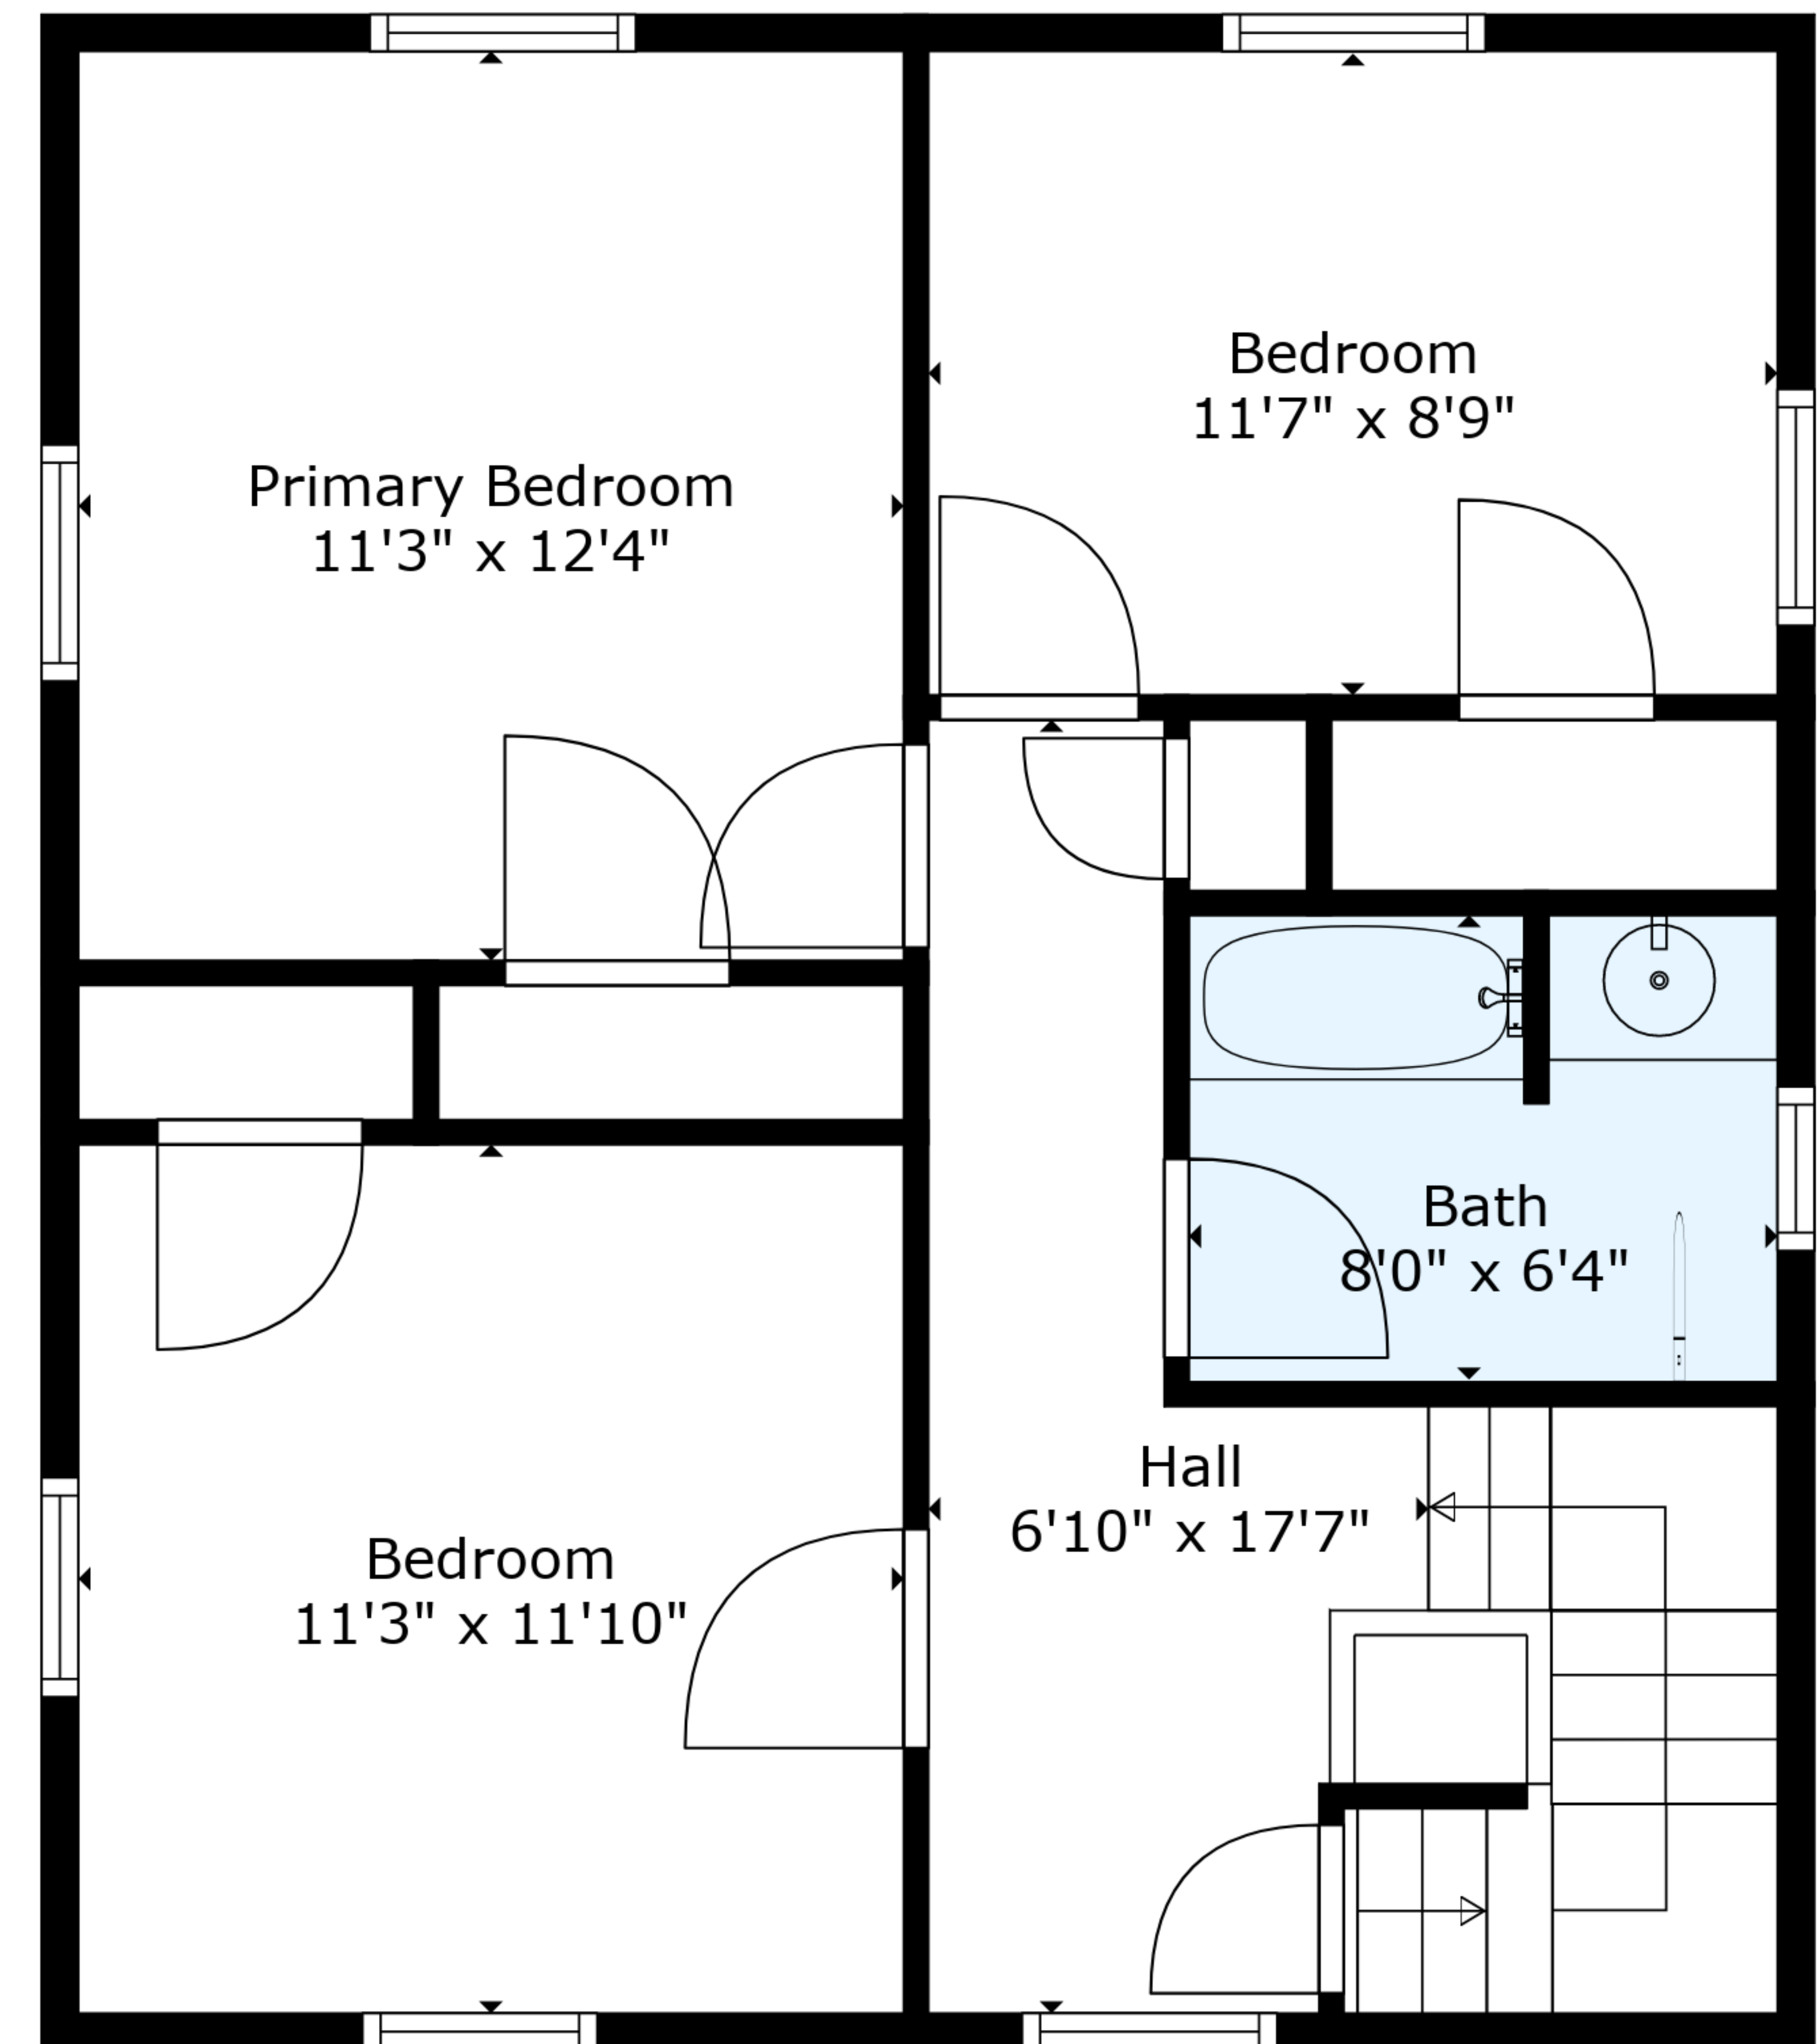 Bedroom
11'7" x 8'9"
Primary Bedroom
11'3" x 12'4"
Bath
8'0" x 6'4"
Hall
6'10" x 17'7"
Bedroom
11'3" x 11'10"